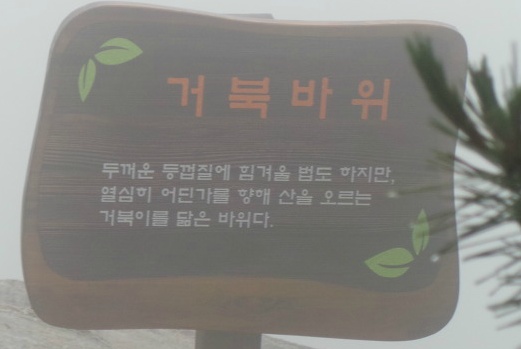 거북바위
두꺼운 등껍질에 힘겨울 법도 하지만,
열심히 어딘가를 향해 산을 오르는
거북이를 닮은 바위다.